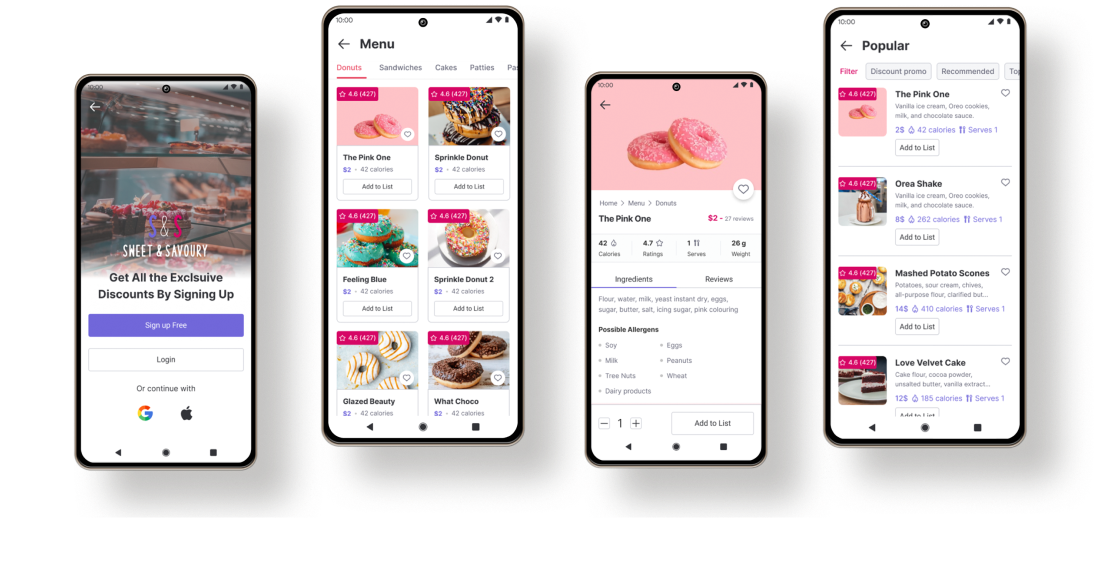 10:00
S&S
SWEET & SAVOURY
Get All the Exclsuive
Discounts By Signing Up
Sign up Free
Login
Or continue with
10:00
Menu
Donuts Sandwiches Cakes Patties Pas
4.6 (427) 4.6 (427)
The Pink One Sprinkle Donut
$2 - 42 calories $2 - 42 calories
Add to List Add to List
4.6 (427) 4.6 (427)
Feeling Blue Sprinkle Donut 2
$2 - 42 calories $2 - 42 calories
Add to List Add to List
4.6 (427) 4.6 (427)
Glazed Beauty What Choco
$2 - 42 calories $2 - 42 calories
10:00
Home > Menu > Donuts
The Pink One $2 - 27 reviews
42 4.7 1 26 g
Calories Ratings Serves Weight
Ingredients Reviews
Flour, water, milk, yeast instant dry, eggs,
sugar, butter, salt, icing sugar, pink colouring
Possible Allergens
Soy Eggs
Milk Peanuts
Tree Nuts Wheat
Dairy products
1 Add to List
10:00
Popular
Filter Discount promo Recommended Top
4.6 (427)
The Pink One
Vanilla ice cream, Oreo cookies,
milk, and chocolate sauce.
2$ 42 calories Serves 1
Add to List
4.6 (427)
Orea Shake
Vanilla ice cream, Oreo cookies,
milk, and chocolate sauce.
8$ 262 calories Serves 1
Add to List
4.6 (427)
Mashed Potato Scones
Potatoes, sour cream, chives,
all-purpose flour, clarified but...
14$ 410 calories Serves 1
Add to List
4.6 (427)
Love Velvet Cake
Cake flour, cocoa powder,
unsalted butter, vanilla extract...
12$ 185 calories Serves 1
Add to List